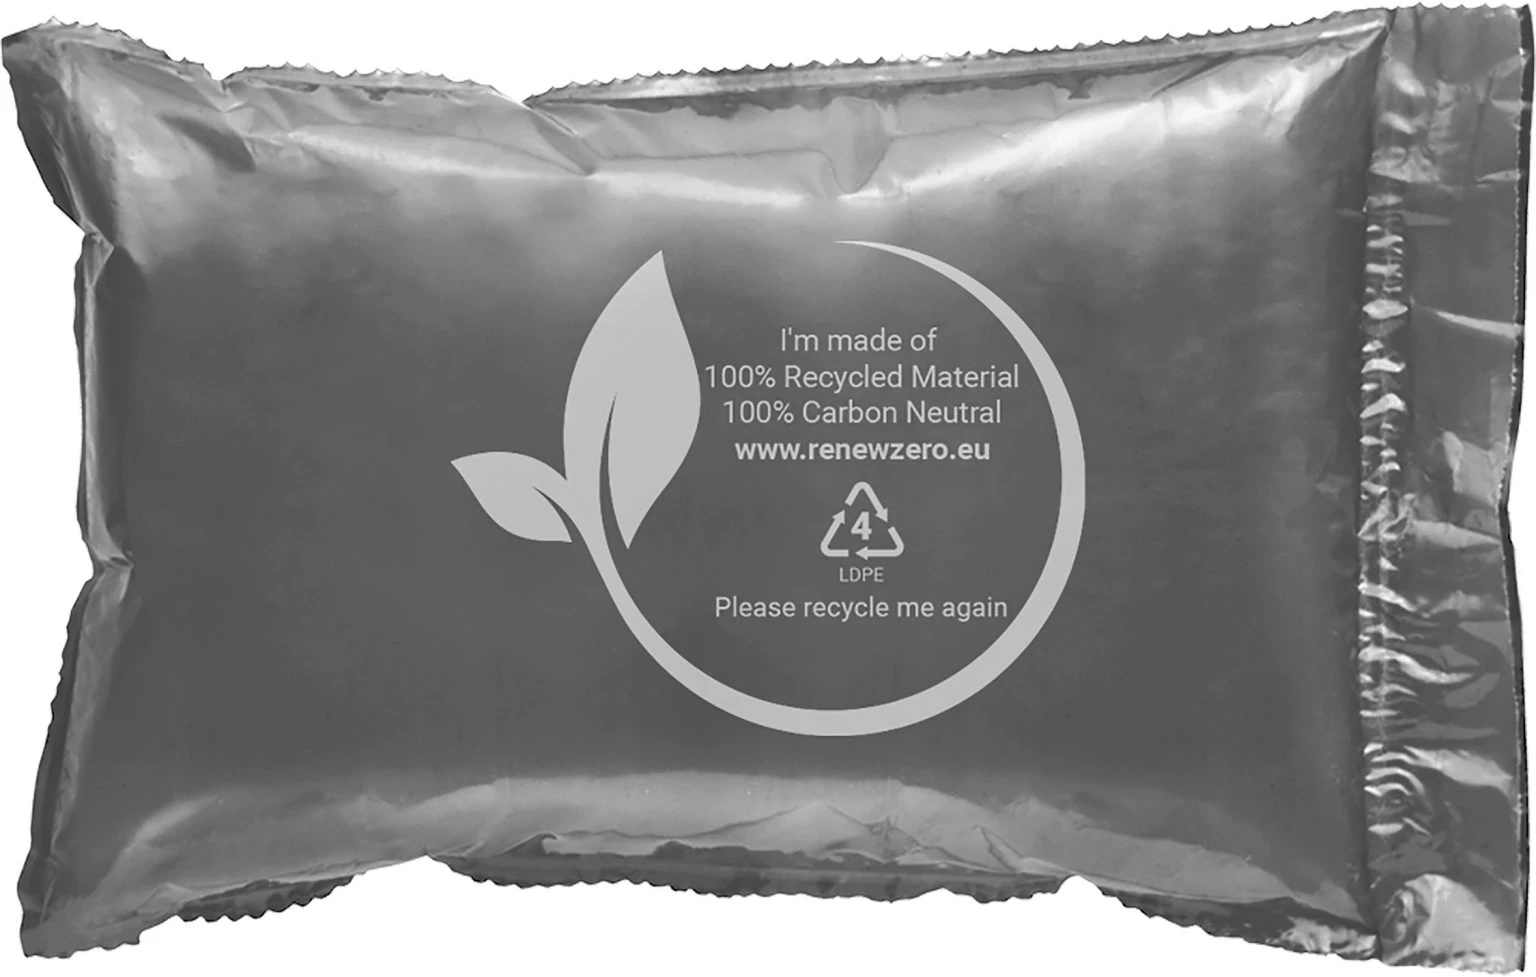 I'm made of
100% Recycled Material
100% Carbon Neutral
www.renewzero.eu
4
LDPE
Please recycle me again